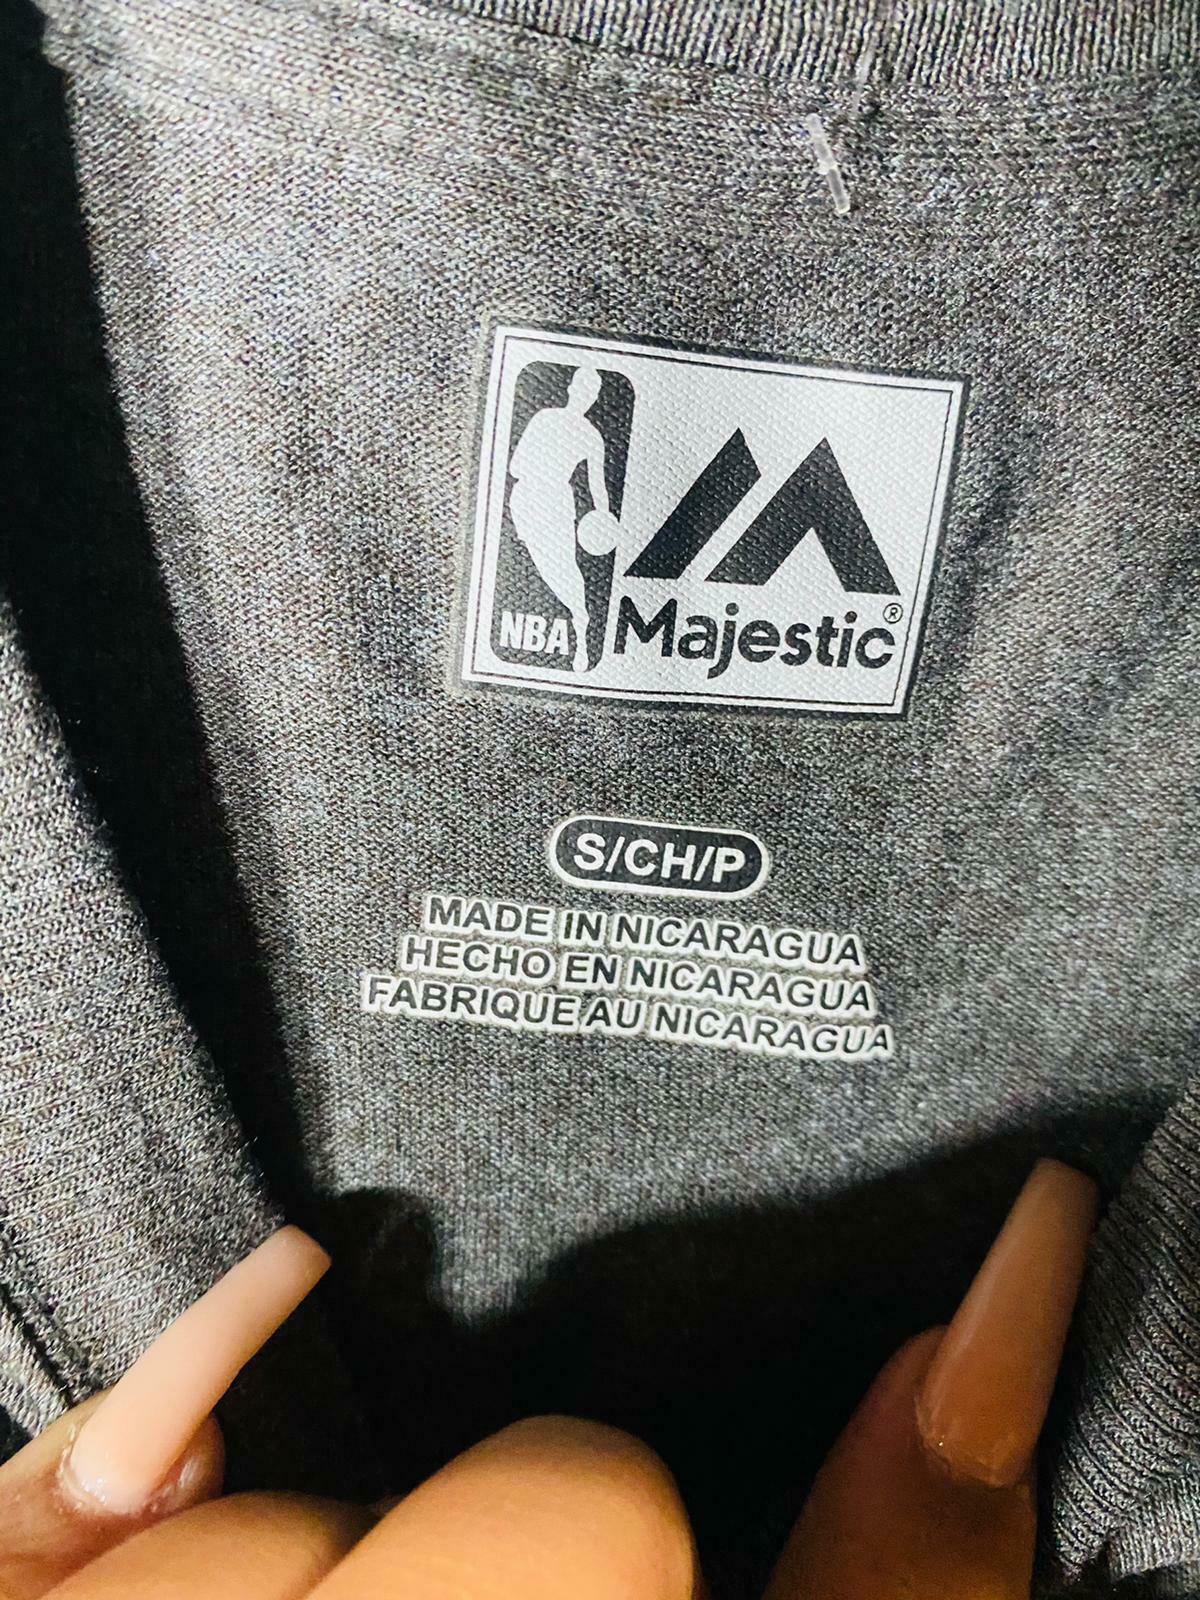 NBA
Majestic®
S/CH/P
MADE IN NICARAGUA
HECHO EN NICARAGUA
FABRIQUE AU NICARAGUA